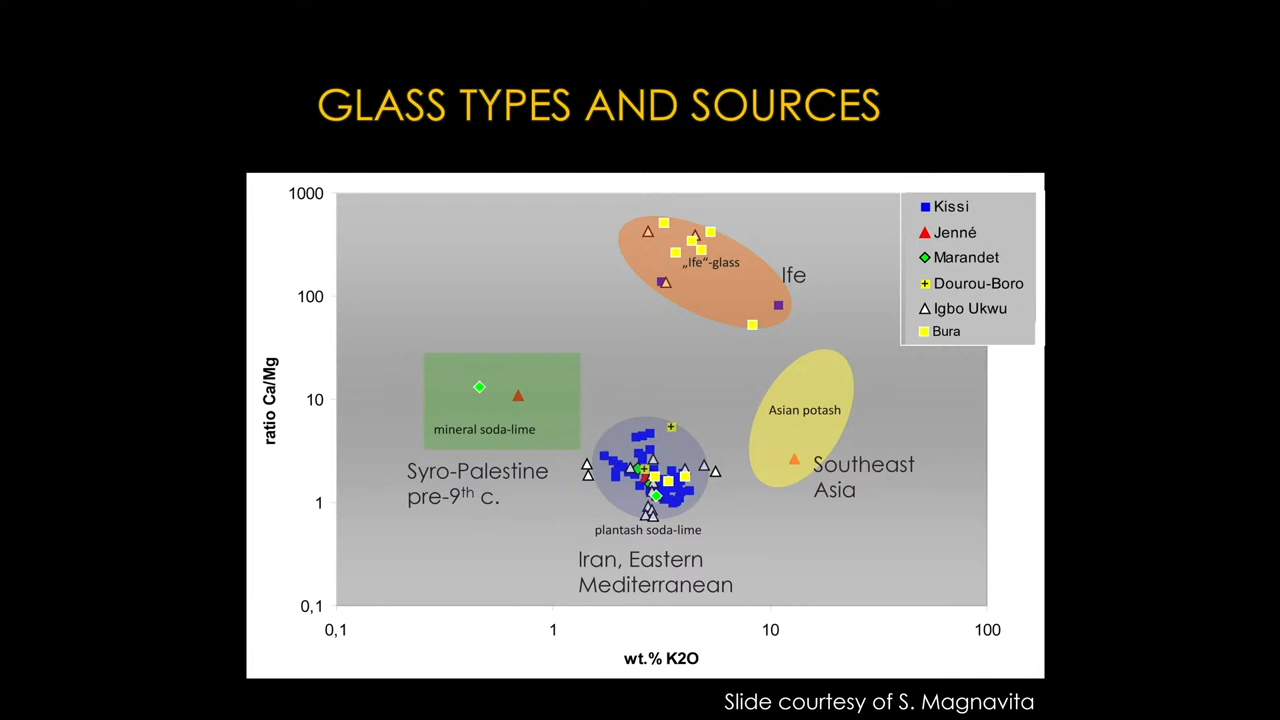 GLASS TYPES AND SOURCES
1000
100
10
1
0,1
ratio Ca/Mg
0,1
1
10
100
wt.% K2O
Kissi
Jenné
Marandet
Dourou-Boro
Igbo Ukwu
Bura
„Ife“-glass
Ife
mineral soda-lime
Syro-Palestine
pre-9th c.
Asian potash
Southeast
Asia
plantash soda-lime
Iran, Eastern
Mediterranean
Slide courtesy of S. Magnavita